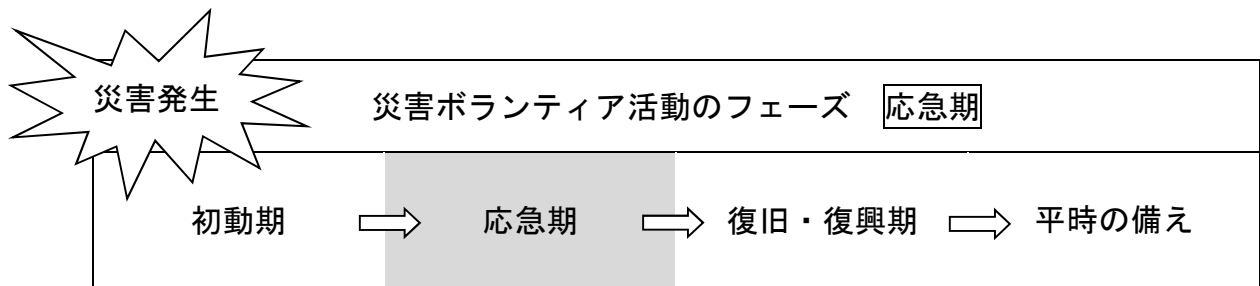 災害発生
災害ボランティア活動のフェーズ 応急期
初動期 応急期 復旧・復興期 平時の備え